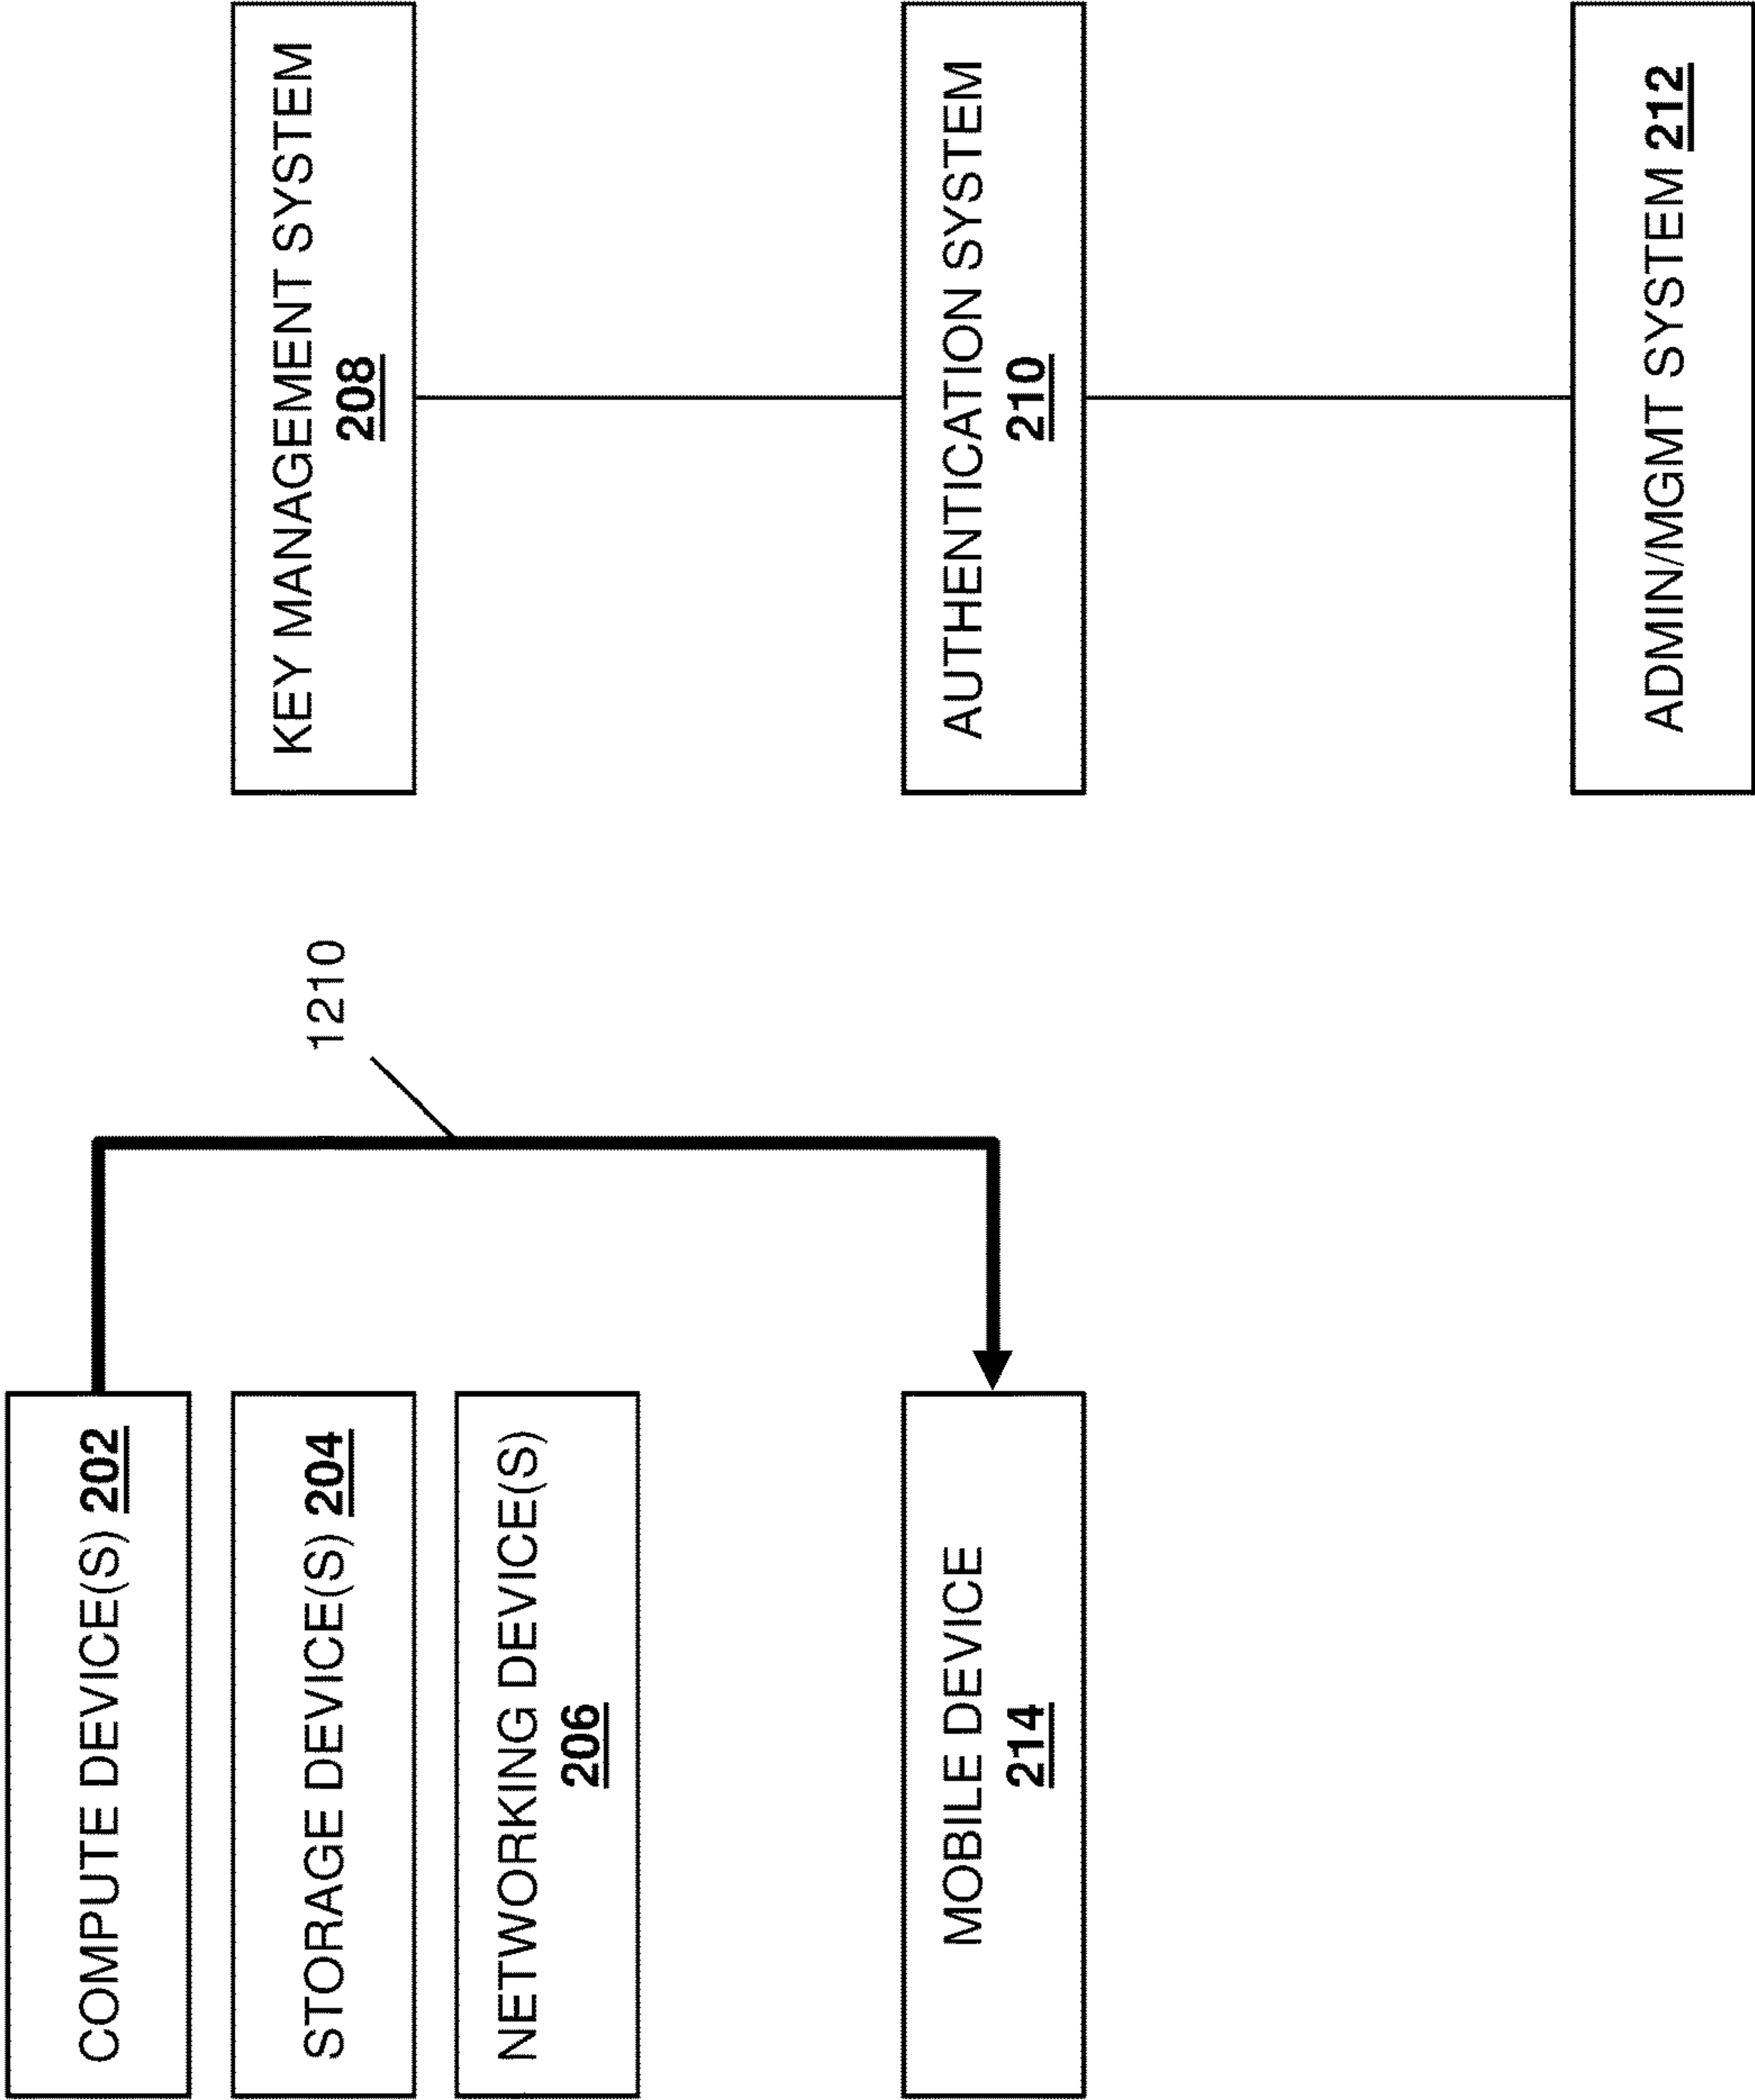 COMPUTE DEVICE(S) 202
STORAGE DEVICE(S) 204
NETWORKING DEVICE(S)
206
MOBILE DEVICE
214
1210
KEY MANAGEMENT SYSTEM
208
AUTHENTICATION SYSTEM
210
ADMIN/MGMT SYSTEM 212